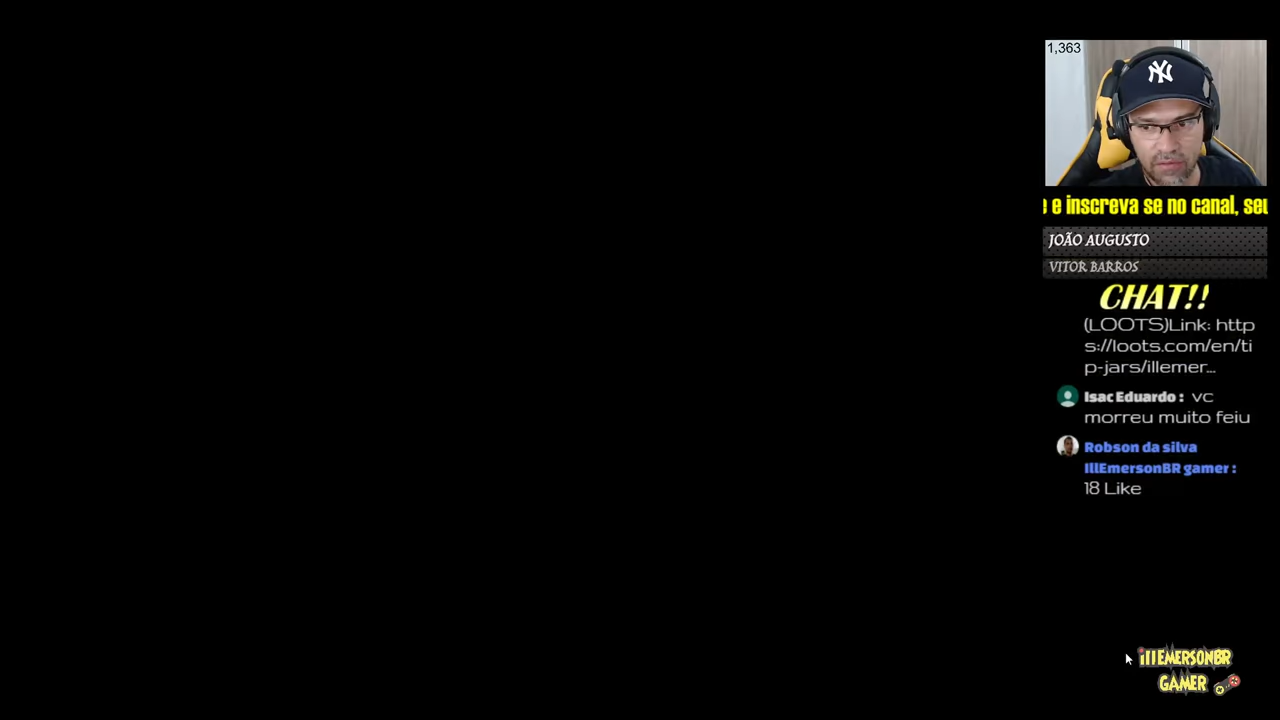 1,363
NY
e e inscreva se no canal, seu
JOÃO AUGUSTO
VITOR BARROS
CHAT!!
(LOOTS)Link: http
s://loots.com/en/ti
p-jars/illemer...
Isac Eduardo : vc
morreu muito feiu
Robson da silva
IllEmersonBR gamer :
18 Like
illEMERSONBR
GAMER